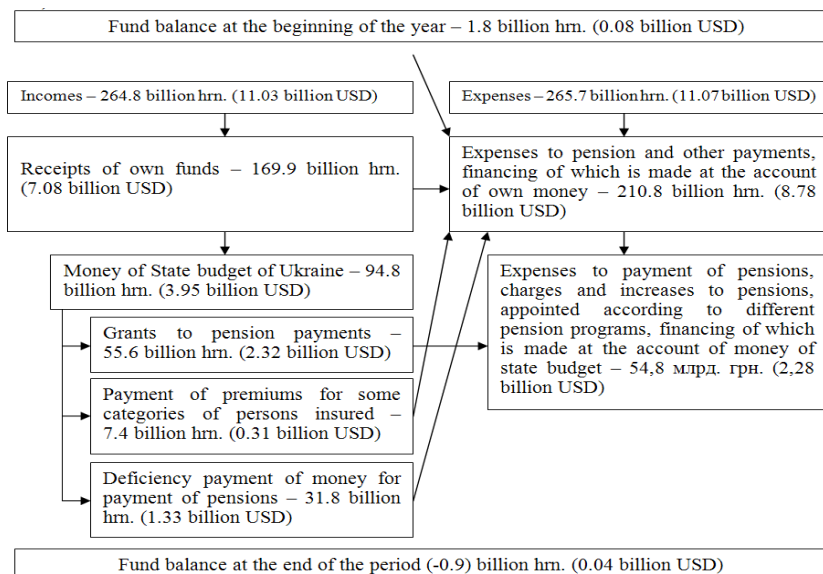 Fund balance at the beginning of the year – 1.8 billion hrn. (0.08 billion USD)
Incomes – 264.8 billion hrn. (11.03 billion USD)
Expenses – 265.7 billion hrn. (11.07 billion USD)
Receipts of own funds – 169.9 billion hrn.
(7.08 billion USD)
Expenses to pension and other payments,
financing of which is made at the account
of own money – 210.8 billion hrn. (8.78
billion USD)
Money of State budget of Ukraine – 94.8
billion hrn. (3.95 billion USD)
Grants to pension payments –
55.6 billion hrn. (2.32 billion USD)
Payment of premiums for some
categories of persons insured –
7.4 billion hrn. (0.31 billion USD)
Deficiency payment of money for
payment of pensions – 31.8 billion
hrn. (1.33 billion USD)
Expenses to payment of pensions,
charges and increases to pensions,
appointed according to different
pension programs, financing of which
is made at the account of money of
state budget – 54,8 млрд. грн. (2,28
billion USD)
Fund balance at the end of the period (-0.9) billion hrn. (0.04 billion USD)